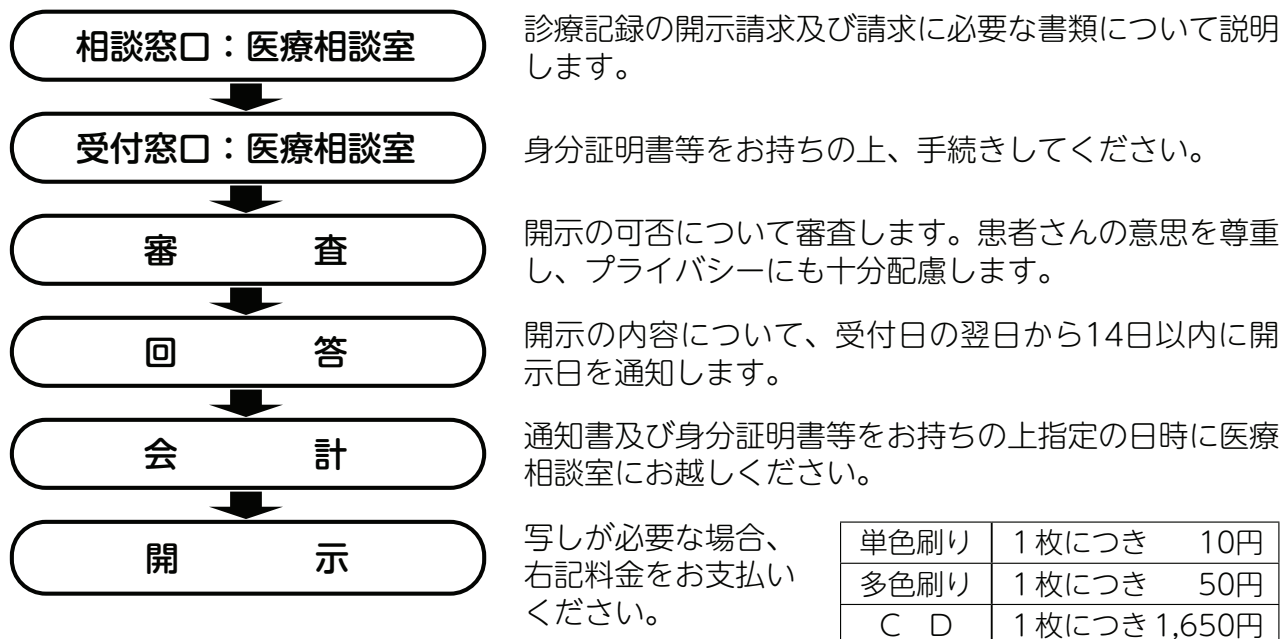 相談窓口：医療相談室
診療記録の開示請求及び請求に必要な書類について説明
します。
受付窓口：医療相談室
身分証明書等をお持ちの上、手続きしてください。
審　　　査
開示の可否について審査します。患者さんの意思を尊重
し、プライバシーにも十分配慮します。
回　　　答
開示の内容について、受付日の翌日から14日以内に開
示日を通知します。
会　　　計
通知書及び身分証明書等をお持ちの上指定の日時に医療
相談室にお越しください。
開　　　示
写しが必要な場合、
右記料金をお支払い
ください。
単色刷り １枚につき 10円
多色刷り １枚につき 50円
Ｃ　Ｄ １枚につき 1,650円